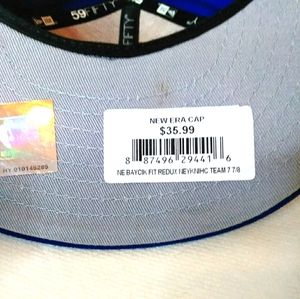 59FIFTY
NEW ERA CAP
$35.99
8 87496 29441 6
NE BAYCIK FIT REDUX NEYKNIHC TEAM 7 7/8